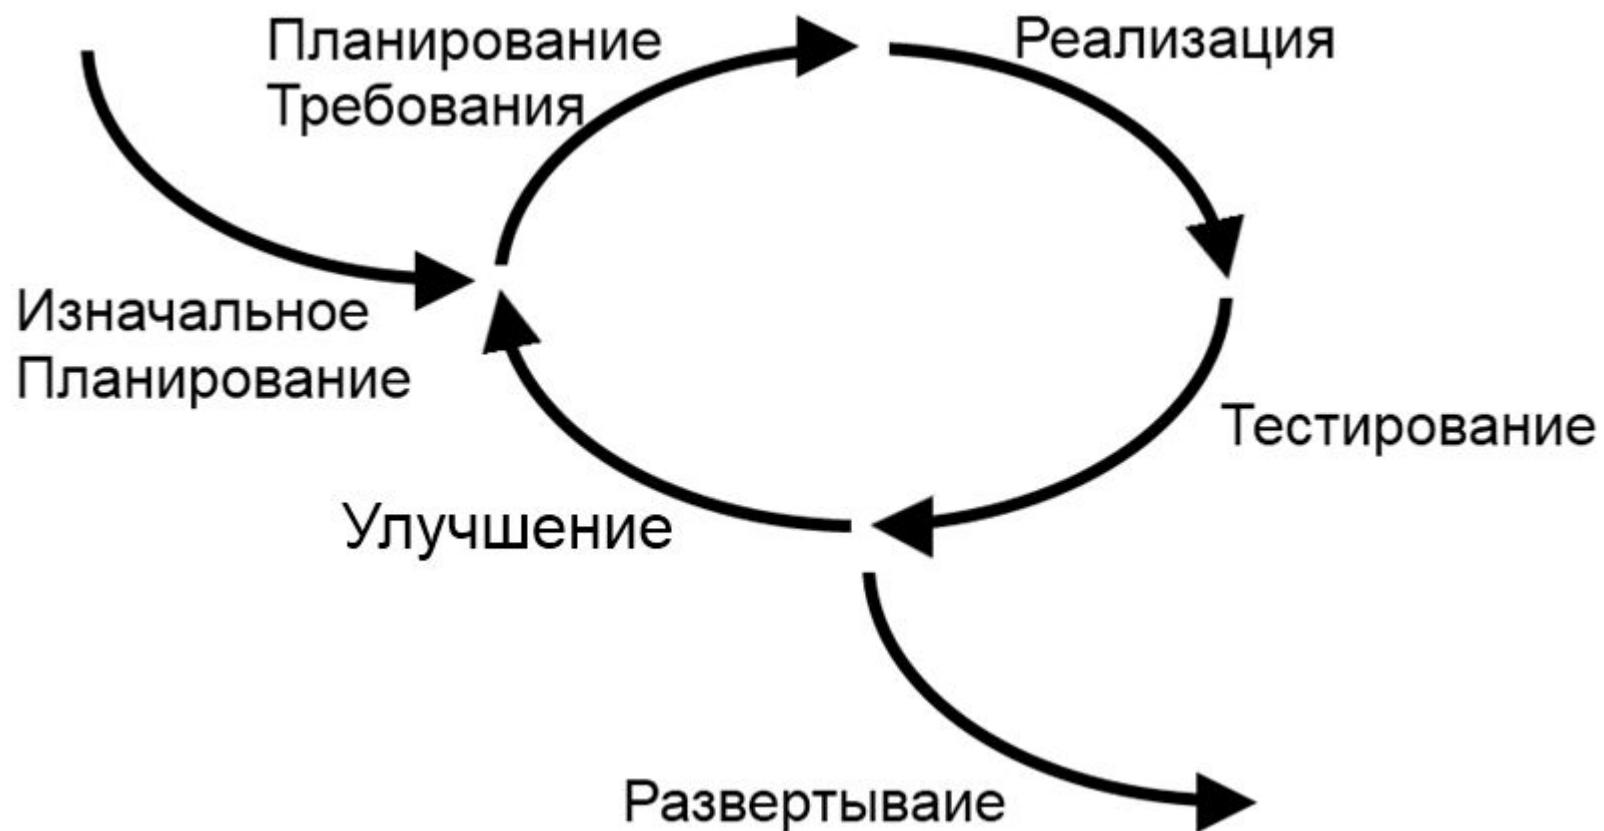 Планирование
Требования
Реализация
Изначальное
Планирование
Тестирование
Улучшение
Развертываие